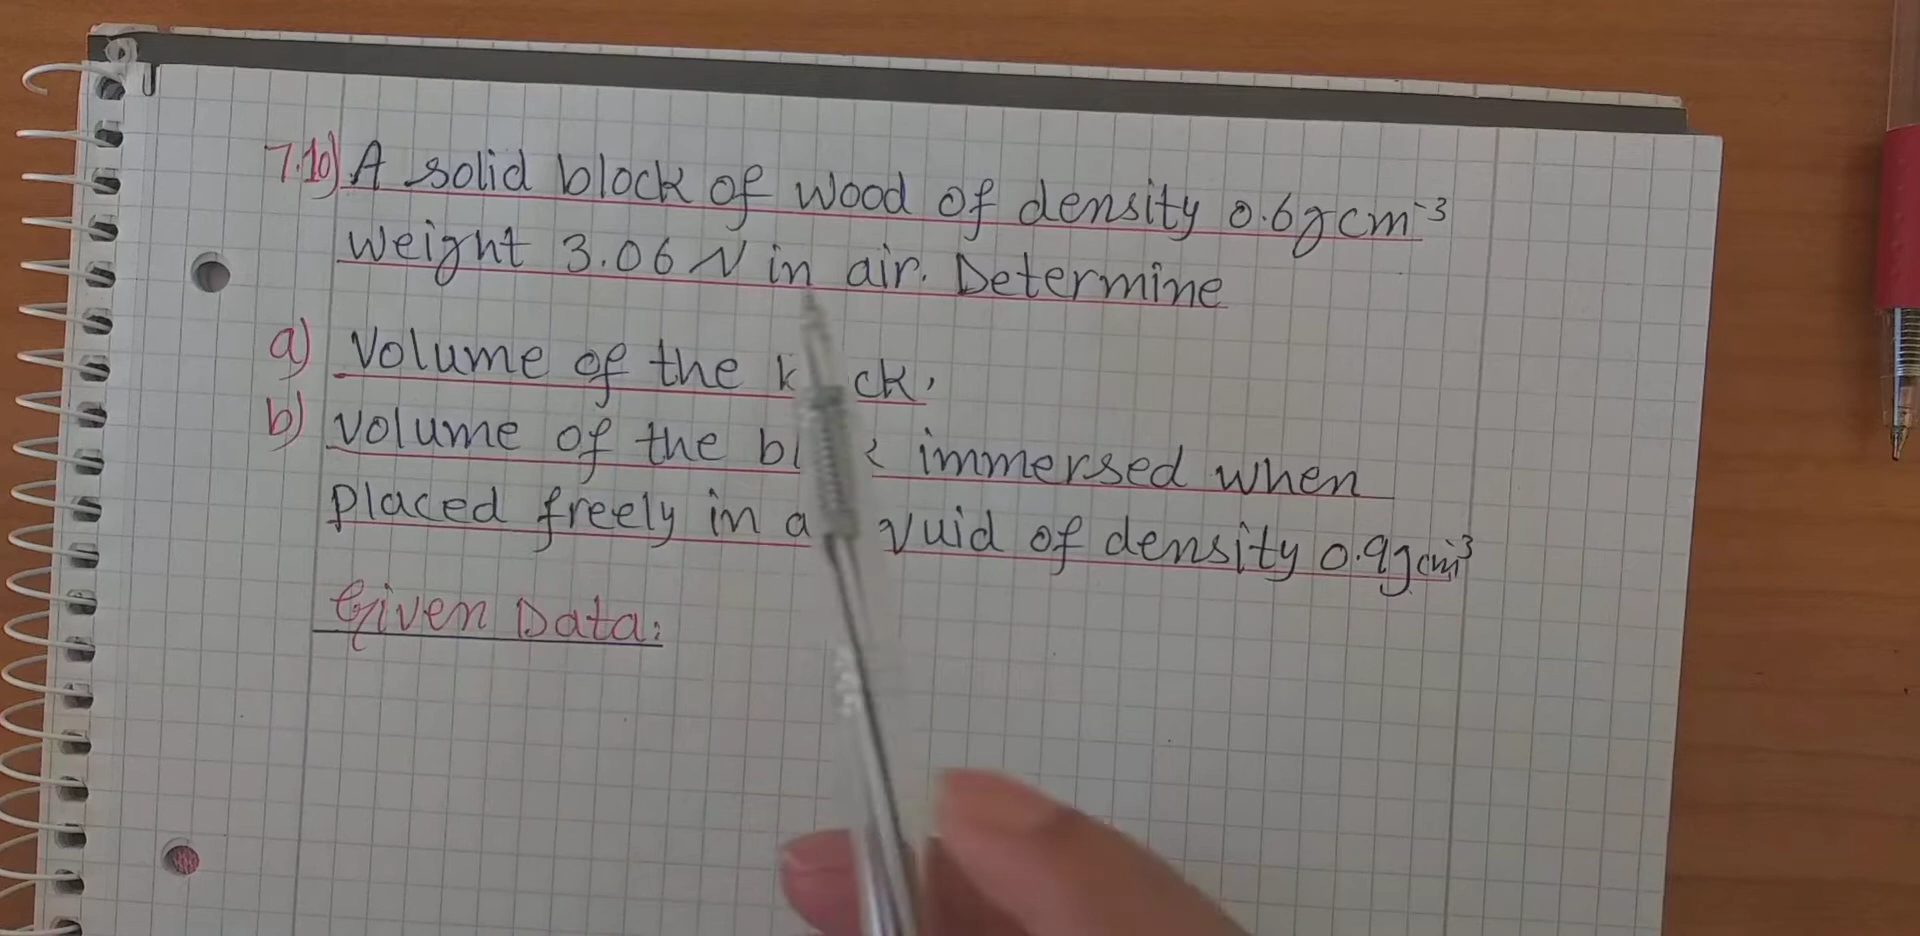 7.10) A solid block of wood of density 0.6gcm⁻³
weight 3.06 N in air. Determine
a) Volume of the ck.
b) volume of the immersed when
Placed freely in a of density 0.9gcm⁻³
Given Data: